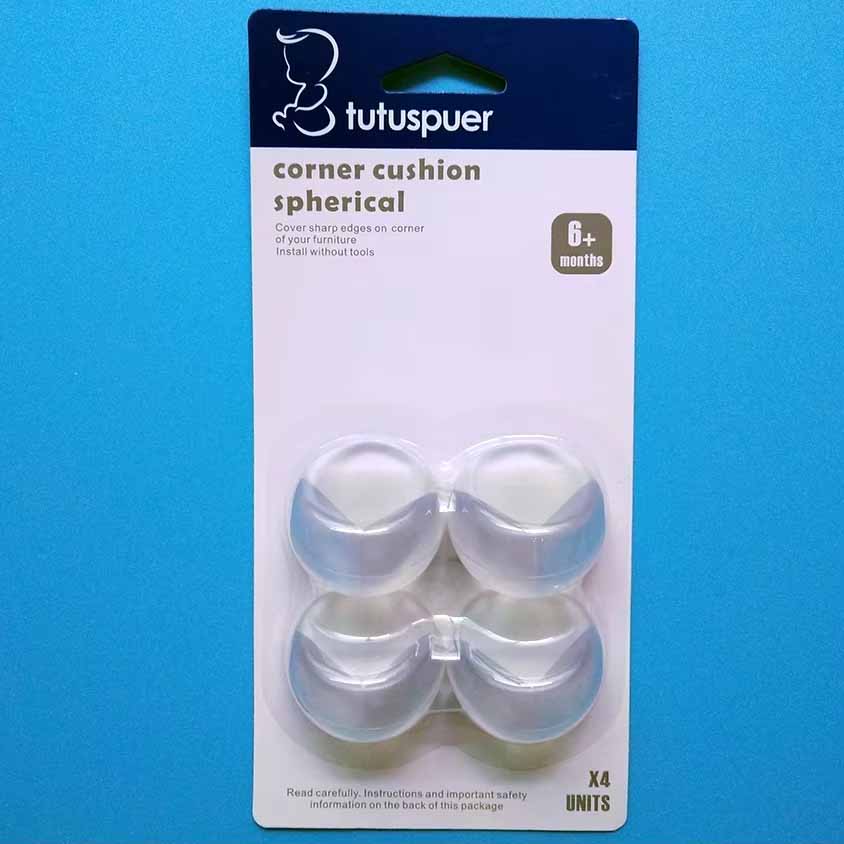 tutuspuer
corner cushion
spherical
Cover sharp edges on corner
of your furniture
Install without tools
6+
months
Read carefully. Instructions and important safety
information on the back of this package
X4
UNITS